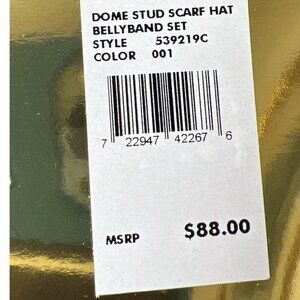 DOME STUD SCARF HAT
BELLYBAND SET
STYLE 539219C
COLOR 001
7 22947 42267 6
MSRP $88.00